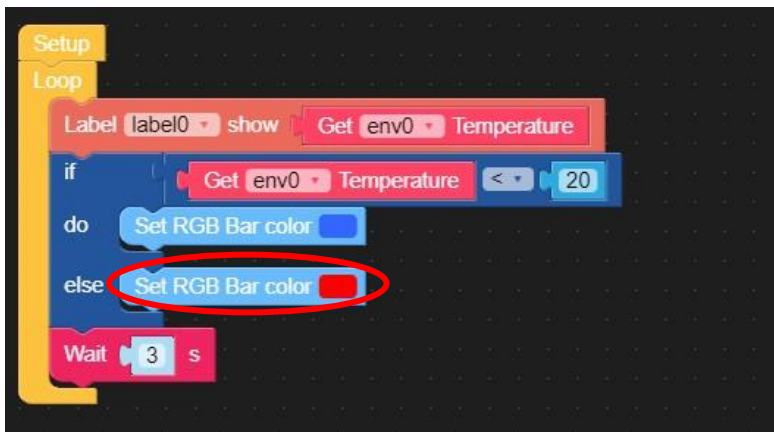 Setup
Loop
Label label0 show Get env0 Temperature
if Get env0 Temperature < 20
do Set RGB Bar color
else Set RGB Bar color
Wait 3 s